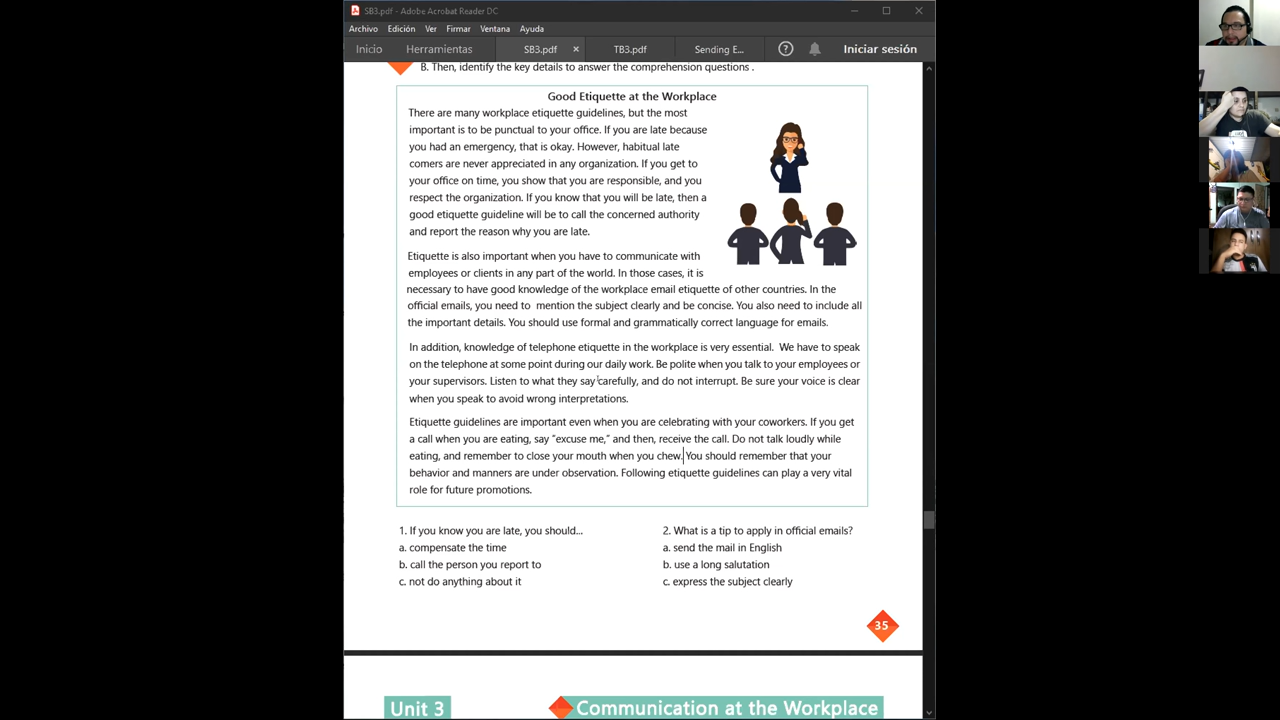 SB3.pdf - Adobe Acrobat Reader DC
Archivo Edición Ver Firmar Ventana Ayuda
Inicio Herramientas SB3.pdf × TB3.pdf Sending E... Iniciar sesión
B. Then, identify the key details to answer the comprehension questions .
Good Etiquette at the Workplace
There are many workplace etiquette guidelines, but the most
important is to be punctual to your office. If you are late because
you had an emergency, that is okay. However, habitual late
comers are never appreciated in any organization. If you get to
your office on time, you show that you are responsible, and you
respect the organization. If you know that you will be late, then a
good etiquette guideline will be to call the concerned authority
and report the reason why you are late.
Etiquette is also important when you have to communicate with
employees or clients in any part of the world. In those cases, it is
necessary to have good knowledge of the workplace email etiquette of other countries. In the
official emails, you need to mention the subject clearly and be concise. You also need to include all
the important details. You should use formal and grammatically correct language for emails.
In addition, knowledge of telephone etiquette in the workplace is very essential. We have to speak
on the telephone at some point during our daily work. Be polite when you talk to your employees or
your supervisors. Listen to what they say carefully, and do not interrupt. Be sure your voice is clear
when you speak to avoid wrong interpretations.
Etiquette guidelines are important even when you are celebrating with your coworkers. If you get
a call when you are eating, say “excuse me,” and then, receive the call. Do not talk loudly while
eating, and remember to close your mouth when you chew. You should remember that your
behavior and manners are under observation. Following etiquette guidelines can play a very vital
role for future promotions.
1. If you know you are late, you should...
a. compensate the time
b. call the person you report to
c. not do anything about it
2. What is a tip to apply in official emails?
a. send the mail in English
b. use a long salutation
c. express the subject clearly
35
Unit 3 Communication at the Workplace